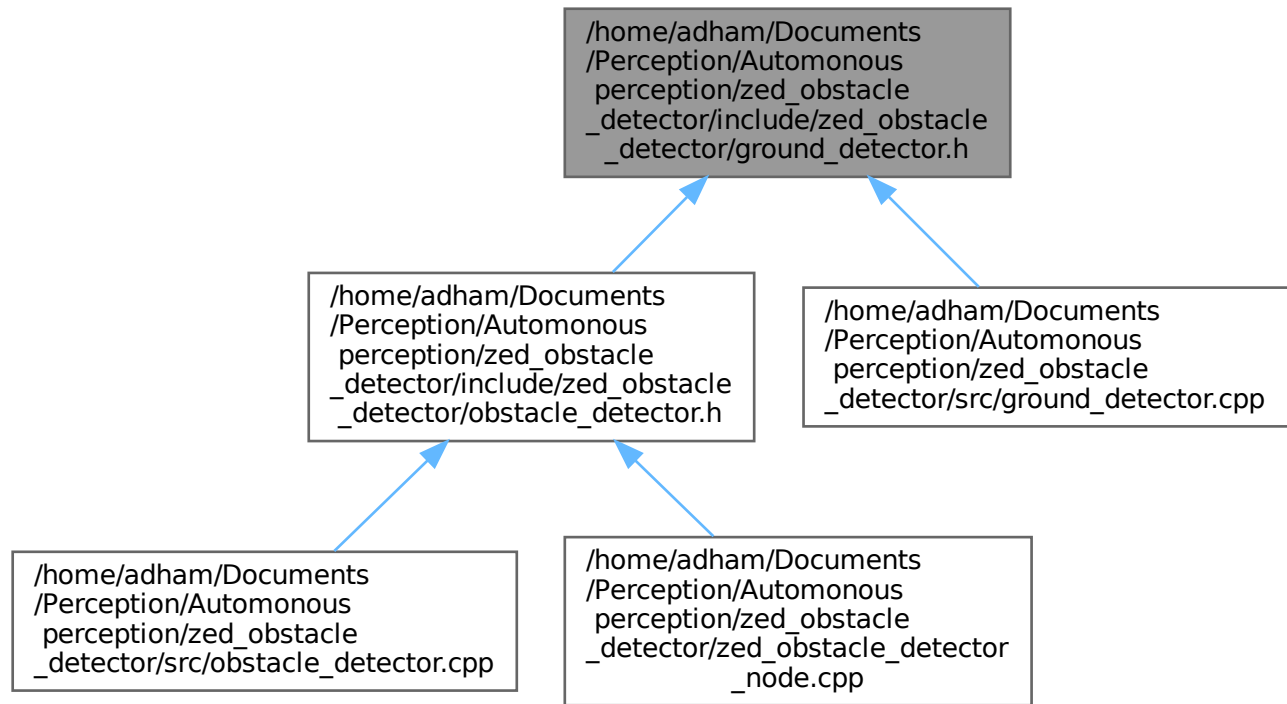 /home/adham/Documents
/Perception/Automonous
perception/zed_obstacle
_detector/include/zed_obstacle
_detector/ground_detector.h
/home/adham/Documents
/Perception/Automonous
perception/zed_obstacle
_detector/include/zed_obstacle
_detector/obstacle_detector.h
/home/adham/Documents
/Perception/Automonous
perception/zed_obstacle
_detector/src/ground_detector.cpp
/home/adham/Documents
/Perception/Automonous
perception/zed_obstacle
_detector/src/obstacle_detector.cpp
/home/adham/Documents
/Perception/Automonous
perception/zed_obstacle
_detector/zed_obstacle_detector
_node.cpp